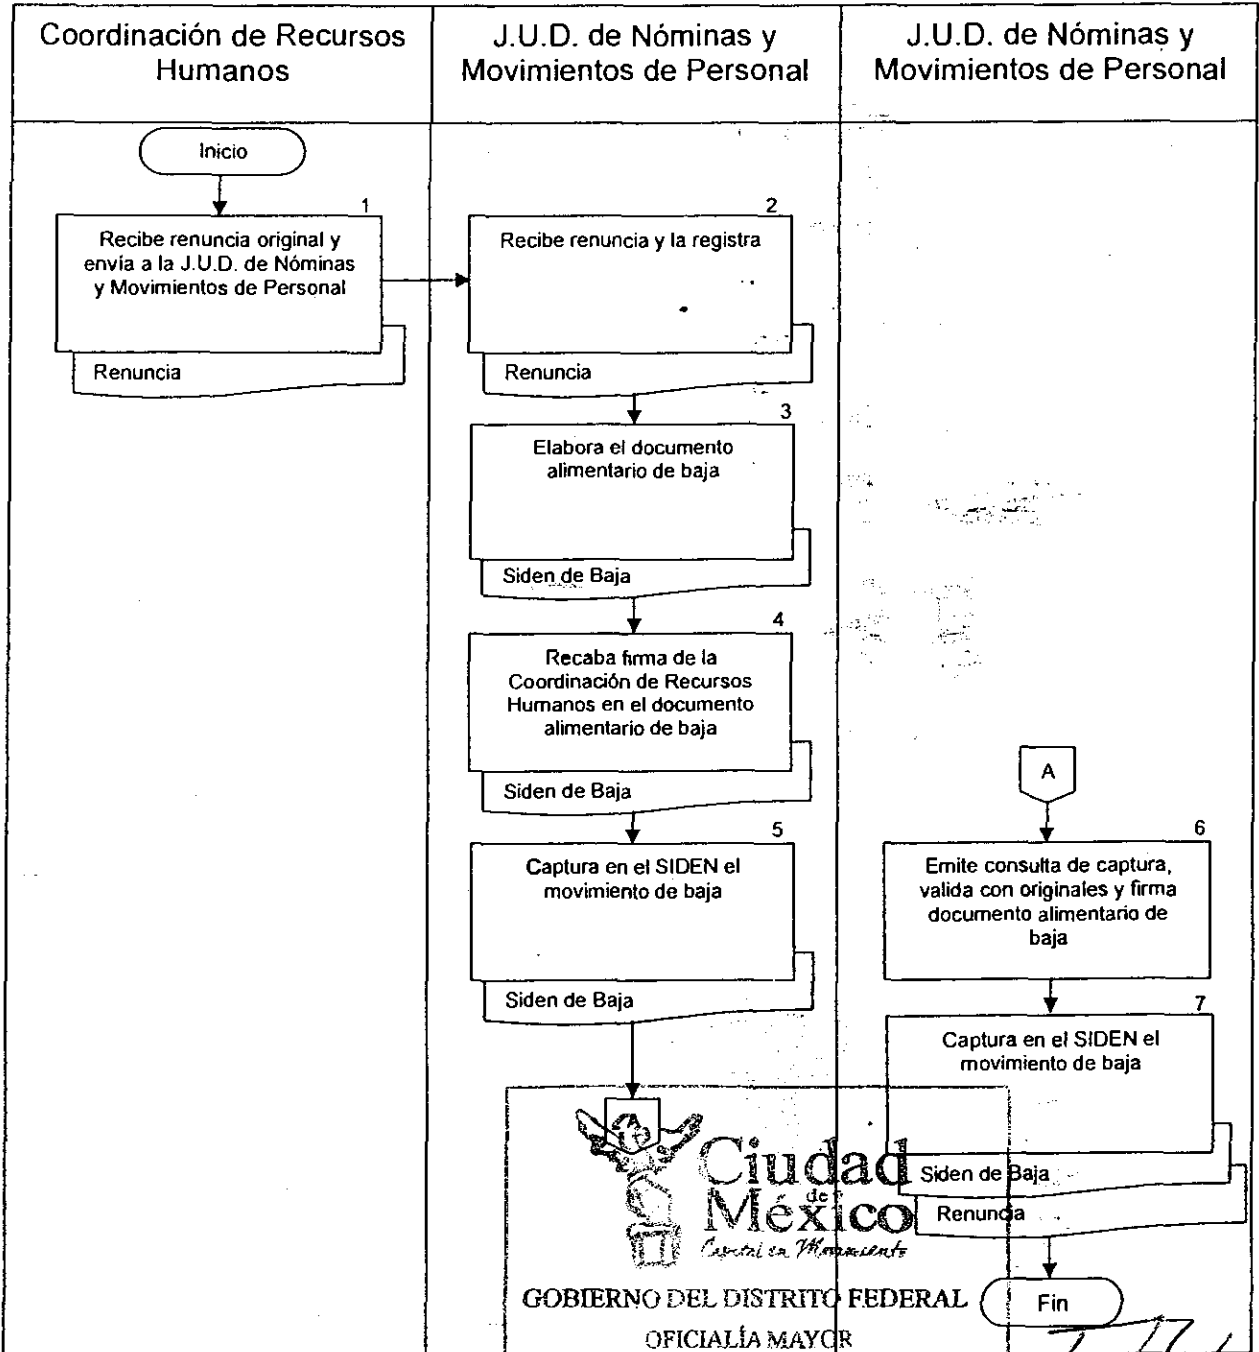 Coordinación de Recursos
Humanos
J.U.D. de Nóminas y
Movimientos de Personal
J.U.D. de Nóminas y
Movimientos de Personal
Inicio
1
Recibe renuncia original y
envía a la J.U.D. de Nóminas
y Movimientos de Personal
Renuncia
2
Recibe renuncia y la registra
Renuncia
3
Elabora el documento
alimentario de baja
Siden de Baja
4
Recaba firma de la
Coordinación de Recursos
Humanos en el documento
alimentario de baja
Siden de Baja
5
Captura en el SIDEN el
movimiento de baja
Siden de Baja
A
A
6
Emite consulta de captura,
valida con originales y firma
documento alimentario de
baja
7
Captura en el SIDEN el
movimiento de baja
Siden de Baja
Renuncia
Fin
Ciudad
de
México
Capital en Movimiento
GOBIERNO DEL DISTRITO FEDERAL
OFICIALÍA MAYOR